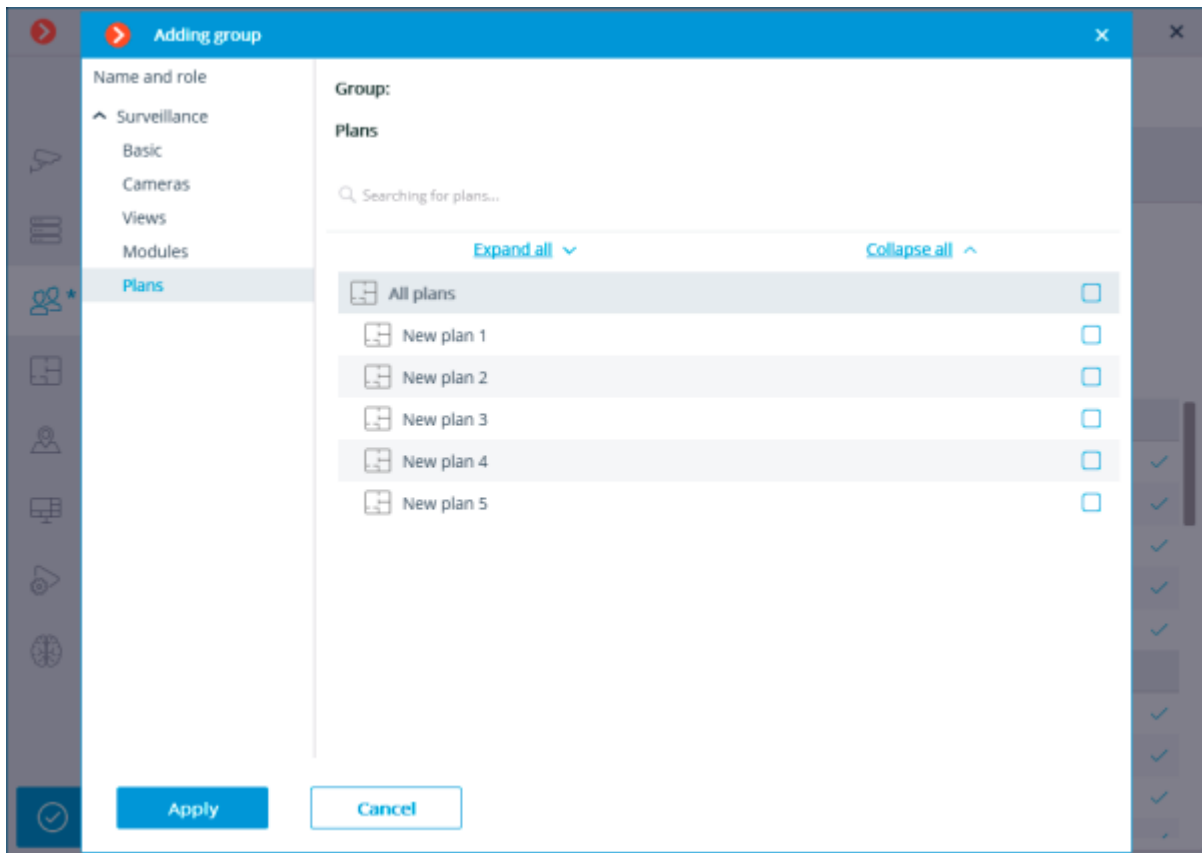 Adding group
Name and role
Surveillance
Basic
Cameras
Views
Modules
Plans
Group:
Plans
Searching for plans...
Expand all
Collapse all
All plans
New plan 1
New plan 2
New plan 3
New plan 4
New plan 5
Apply
Cancel